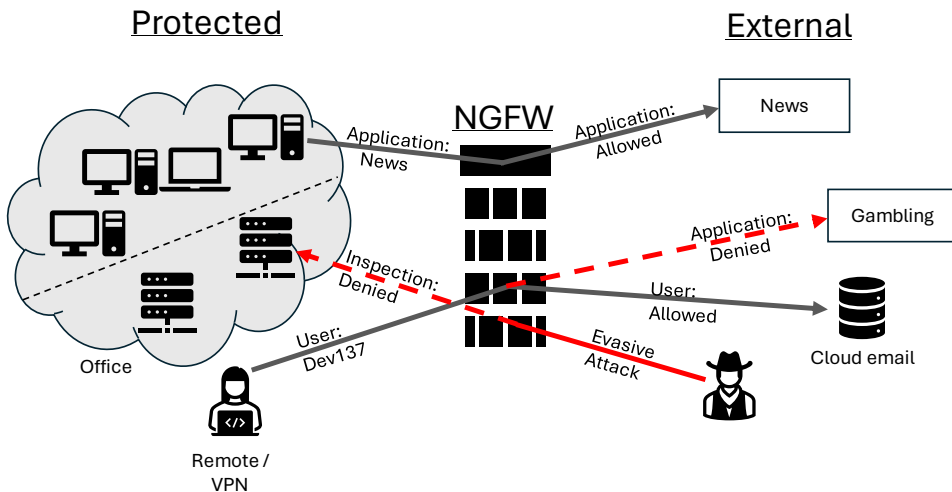 Protected
External
NGFW
News
Application:
News
Application:
Allowed
Gambling
Application:
Denied
Inspection:
Denied
User:
Allowed
User:
Dev137
Evasive
Attack
Office
Cloud email
Remote /
VPN